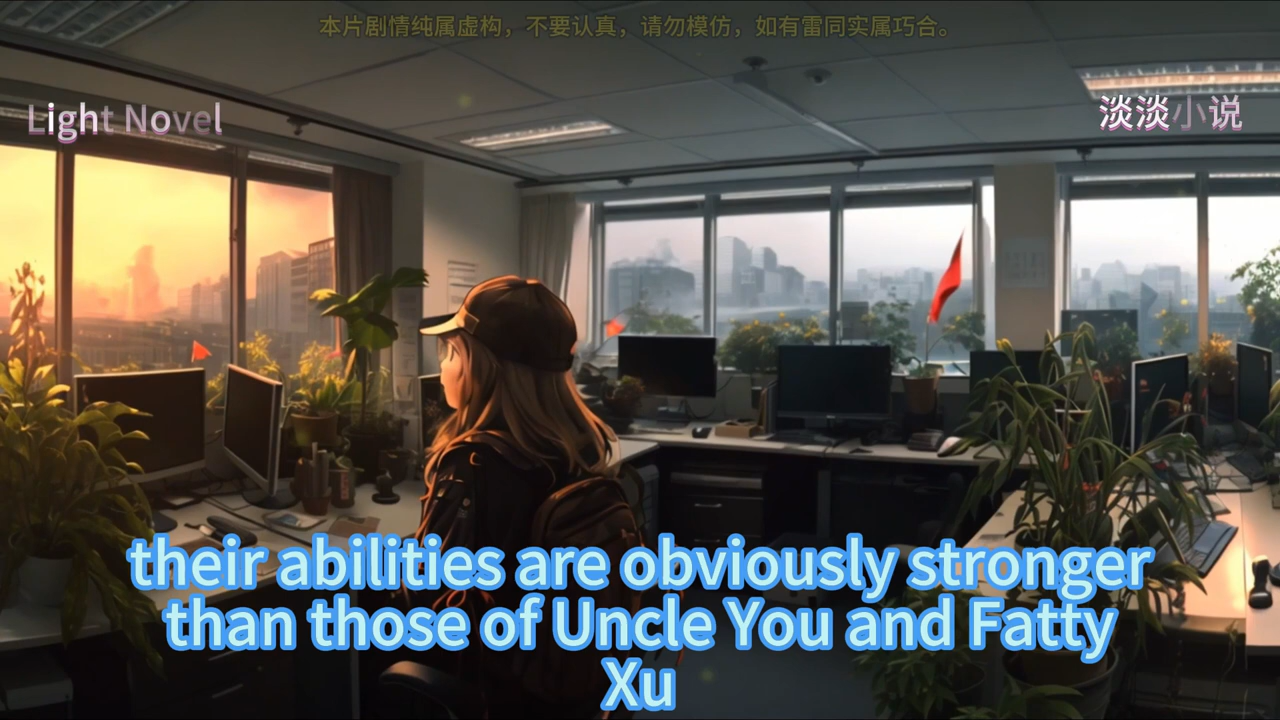 本片剧情纯属虚构，不要认真，请勿模仿，如有雷同实属巧合。
Light Novel
淡淡小说
their abilities are obviously stronger
than those of Uncle You and Fatty
Xu